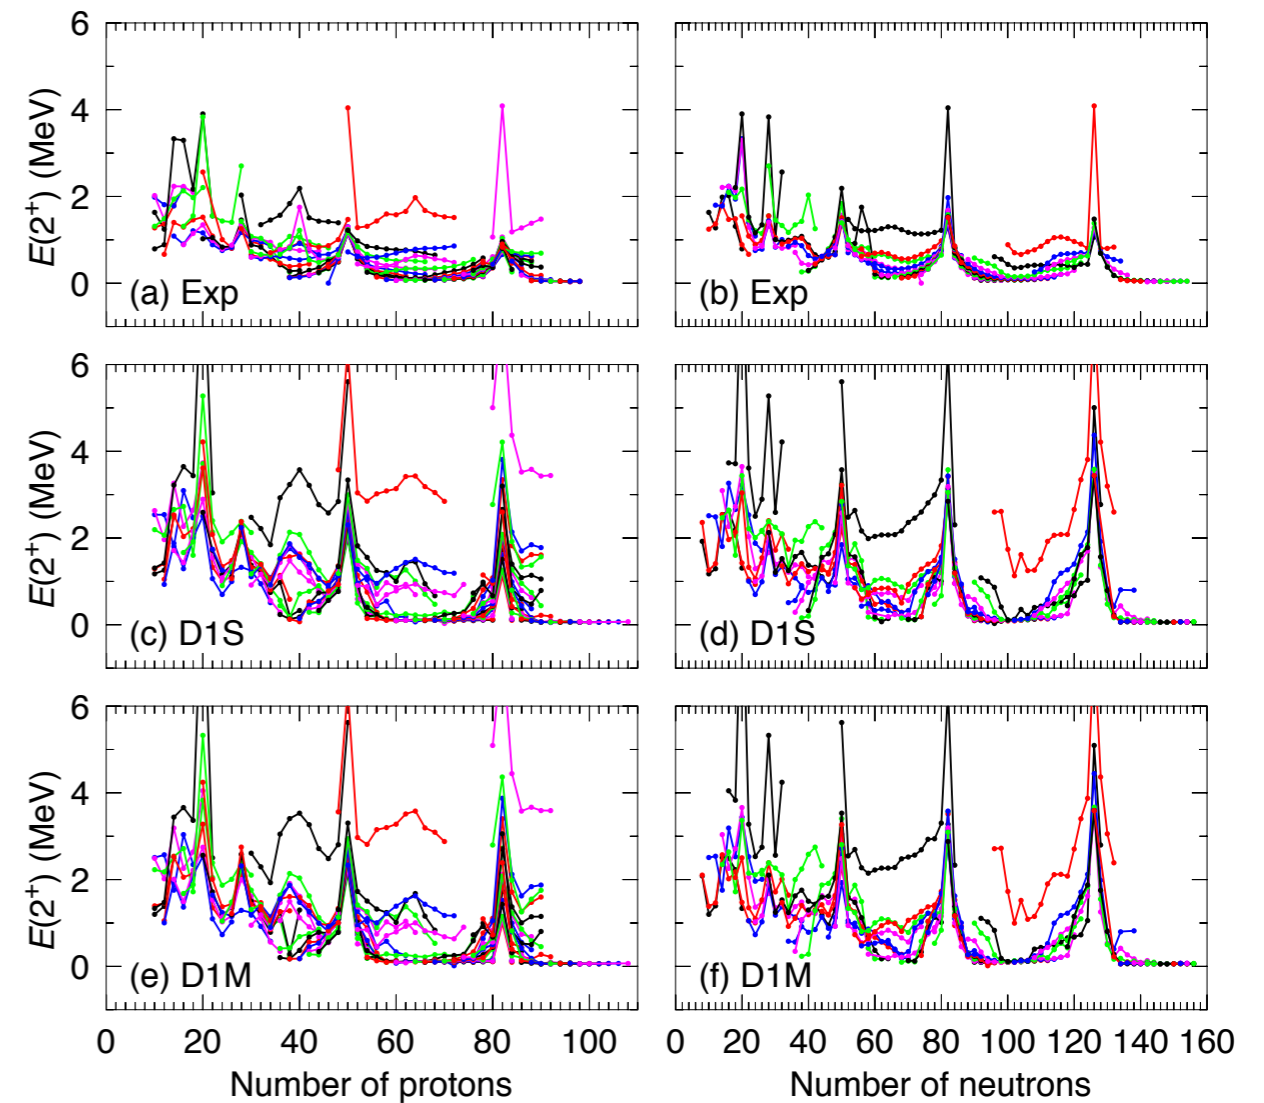 6
4
2
0
E(2+) (MeV)
(a) Exp
(b) Exp
6
4
2
0
E(2+) (MeV)
(c) D1S
(d) D1S
6
4
2
0
E(2+) (MeV)
(e) D1M
(f) D1M
0 20 40 60 80 100
0 20 40 60 80 100 120 140 160
Number of protons
Number of neutrons